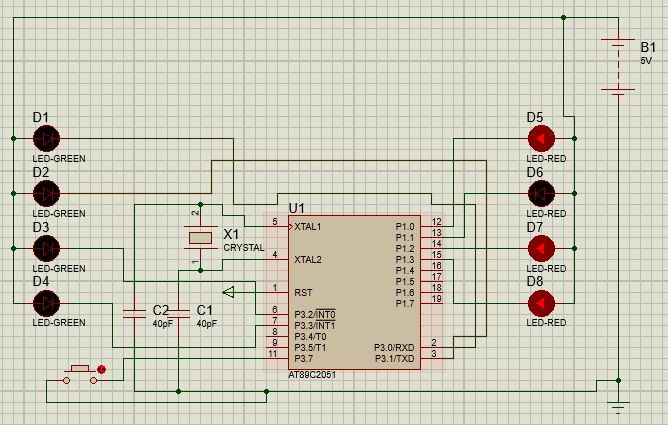 B1
5V
D1
LED-GREEN
D2
LED-GREEN
D3
LED-GREEN
D4
LED-GREEN
D5
LED-RED
D6
LED-RED
D7
LED-RED
D8
LED-RED
X1
CRYSTAL
2
1
C2
40pF
C1
40pF
U1
5 XTAL1
4 XTAL2
1 RST
6 P3.2/INT0
7 P3.3/INT1
8 P3.4/T0
9 P3.5/T1
11 P3.7
P1.0 12
P1.1 13
P1.2 14
P1.3 15
P1.4 16
P1.5 17
P1.6 18
P1.7 19
P3.0/RXD 2
P3.1/TXD 3
AT89C2051